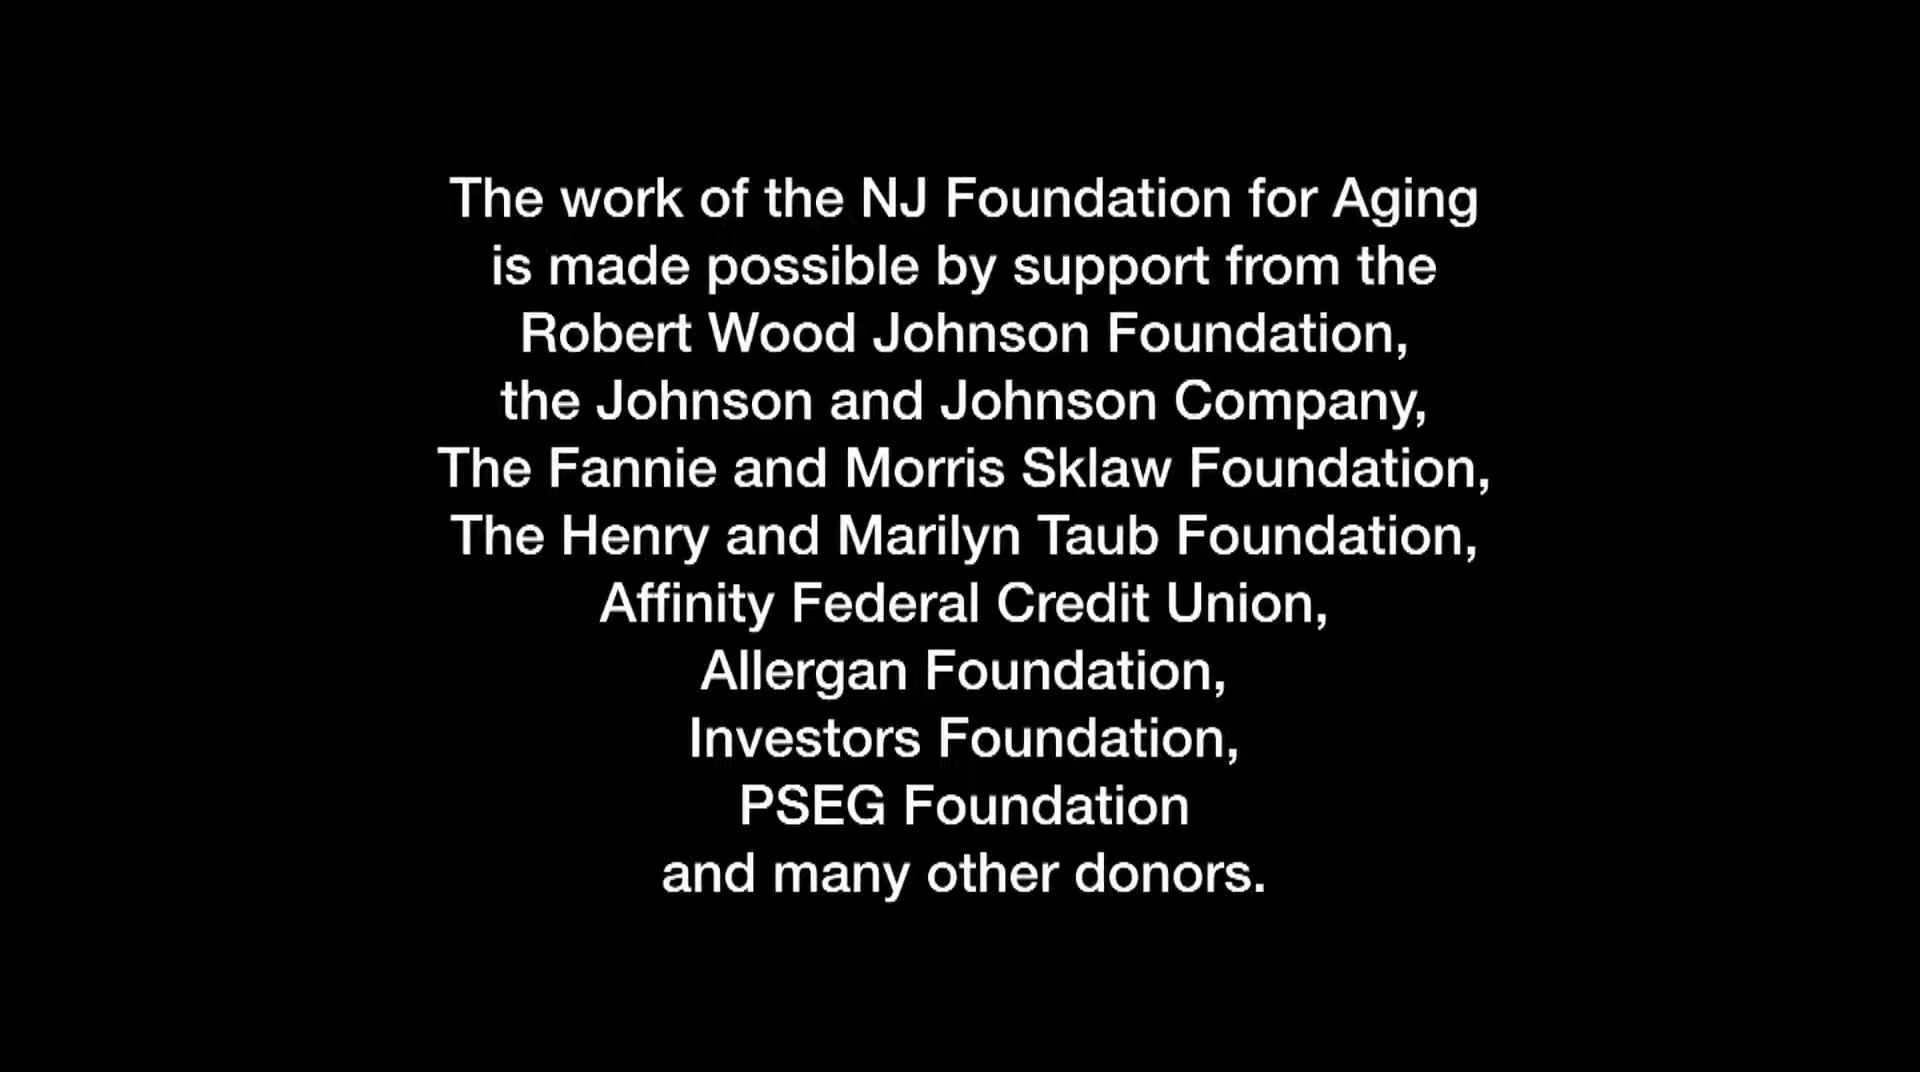 The work of the NJ Foundation for Aging
is made possible by support from the
Robert Wood Johnson Foundation,
the Johnson and Johnson Company,
The Fannie and Morris Sklaw Foundation,
The Henry and Marilyn Taub Foundation,
Affinity Federal Credit Union,
Allergan Foundation,
Investors Foundation,
PSEG Foundation
and many other donors.